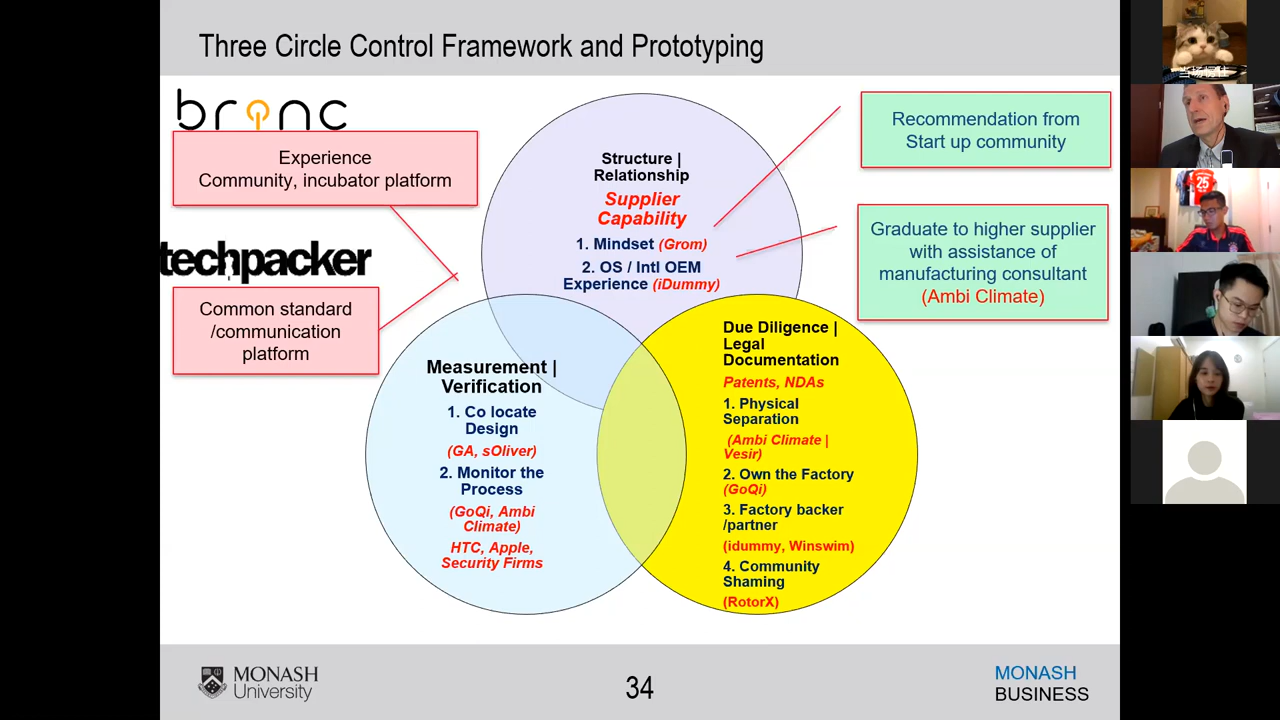 Three Circle Control Framework and Prototyping
brinc
Experience
Community, incubator platform
techpacker
Common standard
/communication
platform
Structure |
Relationship
Supplier
Capability
1. Mindset (Grom)
2. OS / Intl OEM
Experience (iDummy)
Recommendation from
Start up community
Graduate to higher supplier
with assistance of
manufacturing consultant
(Ambi Climate)
Measurement |
Verification
1. Co locate
Design
(GA, sOliver)
2. Monitor the
Process
(GoQi, Ambi
Climate)
HTC, Apple,
Security Firms
Due Diligence |
Legal
Documentation
Patents, NDAs
1. Physical
Separation
(Ambi Climate |
Vesir)
2. Own the Factory
(GoQi)
3. Factory backer
/partner
(idummy, Winswim)
4. Community
Shaming
(RotorX)
MONASH
University
34
MONASH
BUSINESS
25